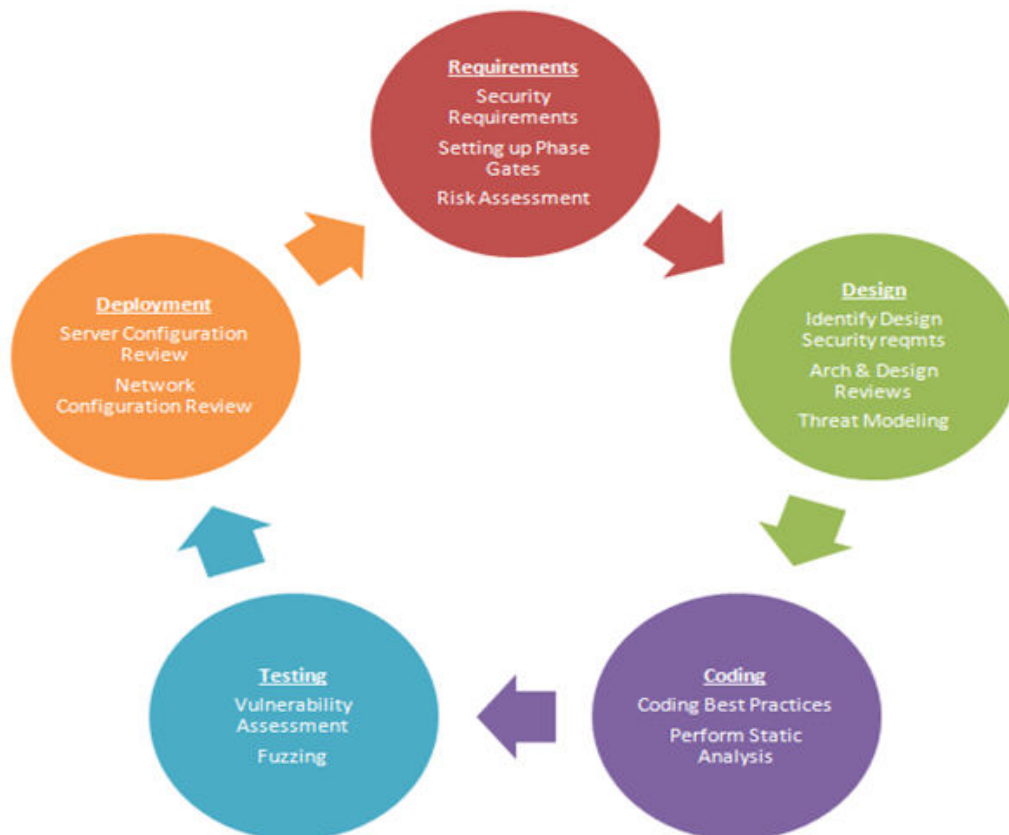 Requirements
Security
Requirements
Setting up Phase
Gates
Risk Assessment
Design
Identify Design
Security reqmts
Arch & Design
Reviews
Threat Modeling
Coding
Coding Best Practices
Perform Static
Analysis
Testing
Vulnerability
Assessment
Fuzzing
Deployment
Server Configuration
Review
Network
Configuration Review